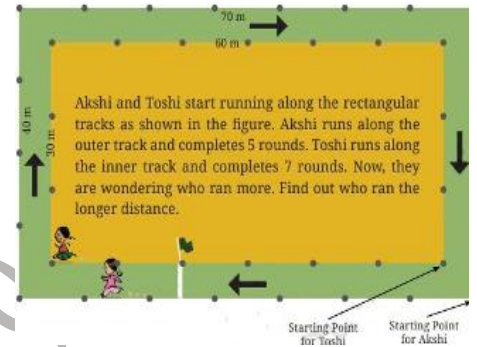 70 m
60 m
40 m
30 m
Akshi and Toshi start running along the rectangular
tracks as shown in the figure. Akshi runs along the
outer track and completes 5 rounds. Toshi runs along
the inner track and completes 7 rounds. Now, they
are wondering who ran more. Find out who ran the
longer distance.
Starting Point
for Toshi
Starting Point
for Akshi